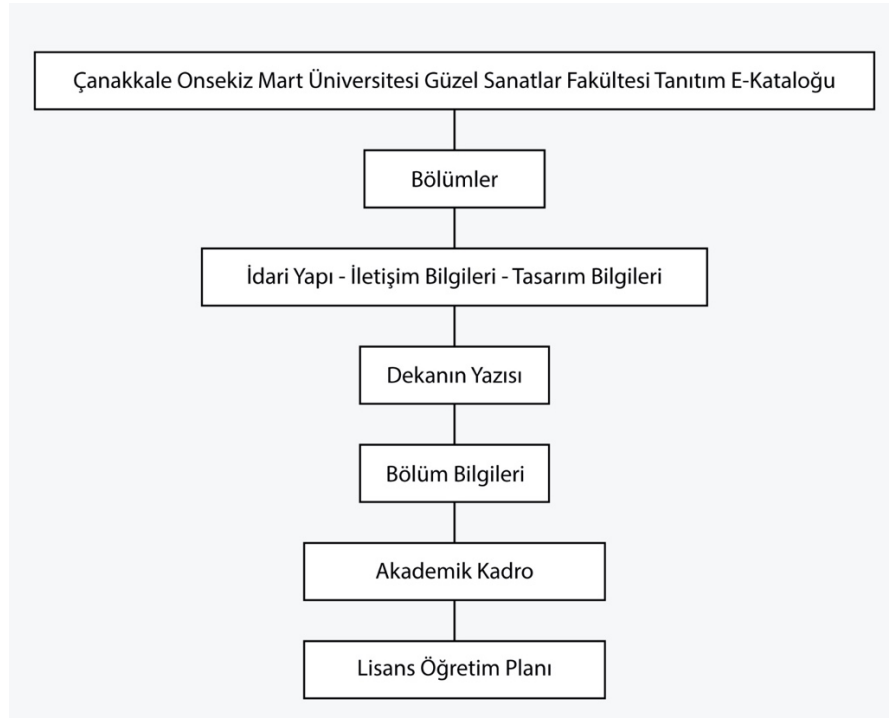 Çanakkale Onsekiz Mart Üniversitesi Güzel Sanatlar Fakültesi Tanıtım E-Kataloğu
Bölümler
İdari Yapı - İletişim Bilgileri - Tasarım Bilgileri
Dekanın Yazısı
Bölüm Bilgileri
Akademik Kadro
Lisans Öğretim Planı